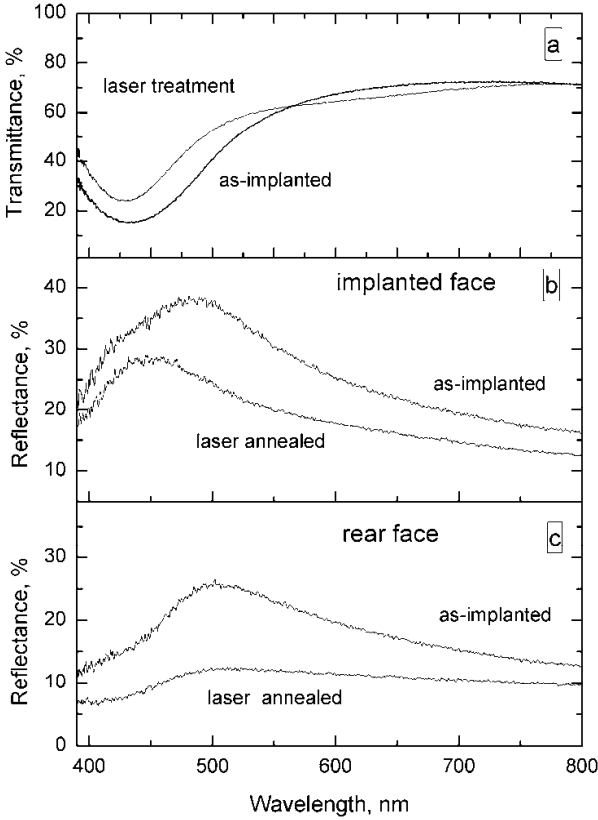 100
80
60
40
20
Transmittance, %
a
laser treatment
as-implanted
40
30
20
10
Reflectance, %
implanted face
b
as-implanted
laser annealed
30
20
10
0
Reflectance, %
rear face
c
as-implanted
laser annealed
400 500 600 700 800
Wavelength, nm